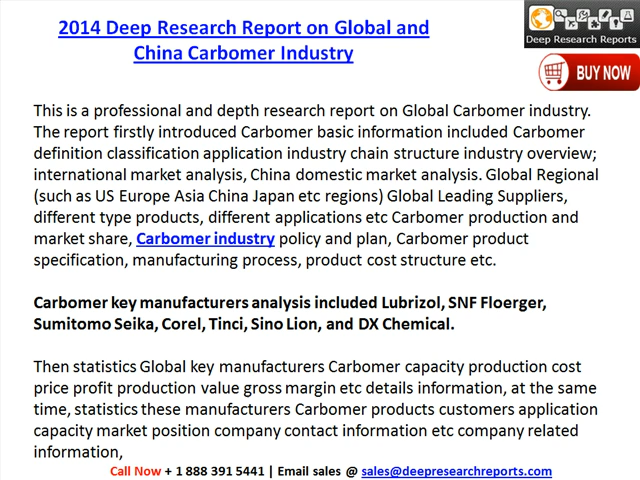 2014 Deep Research Report on Global and
China Carbomer Industry
Deep Research Reports
BUY NOW
This is a professional and depth research report on Global Carbomer industry.
The report firstly introduced Carbomer basic information included Carbomer
definition classification application industry chain structure industry overview;
international market analysis, China domestic market analysis. Global Regional
(such as US Europe Asia China Japan etc regions) Global Leading Suppliers,
different type products, different applications etc Carbomer production and
market share, Carbomer industry policy and plan, Carbomer product
specification, manufacturing process, product cost structure etc.
Carbomer key manufacturers analysis included Lubrizol, SNF Floerger,
Sumitomo Seika, Corel, Tinci, Sino Lion, and DX Chemical.
Then statistics Global key manufacturers Carbomer capacity production cost
price profit production value gross margin etc details information, at the same
time, statistics these manufacturers Carbomer products customers application
capacity market position company contact information etc company related
information,
Call Now + 1 888 391 5441 | Email sales @ sales@deepresearchreports.com